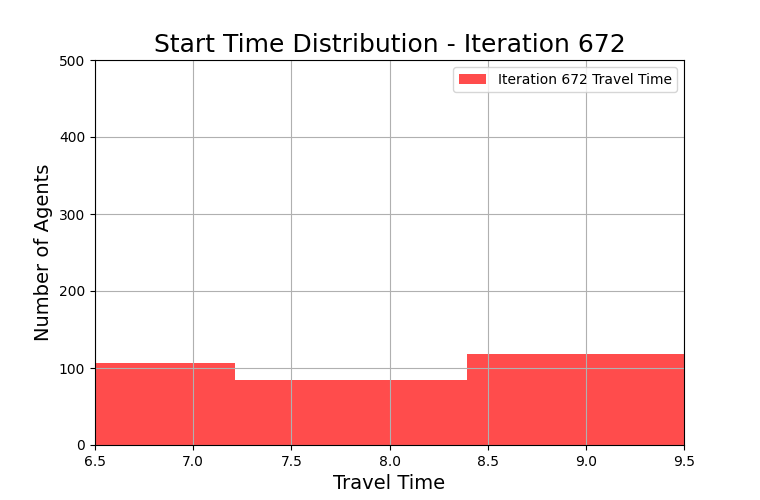 Start Time Distribution - Iteration 672
500
Iteration 672 Travel Time
400
300
200
100
0
Number of Agents
6.5 7.0 7.5 8.0 8.5 9.0 9.5
Travel Time